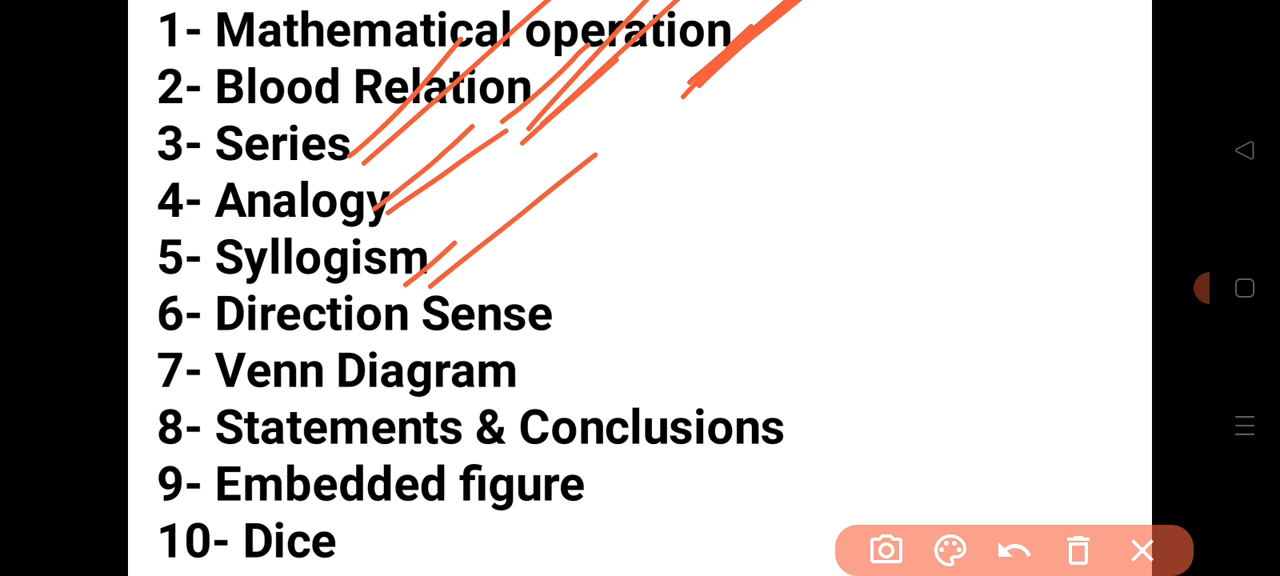 1- Mathematical operation
2- Blood Relation
3- Series
4- Analogy
5- Syllogism
6- Direction Sense
7- Venn Diagram
8- Statements & Conclusions
9- Embedded figure
10- Dice